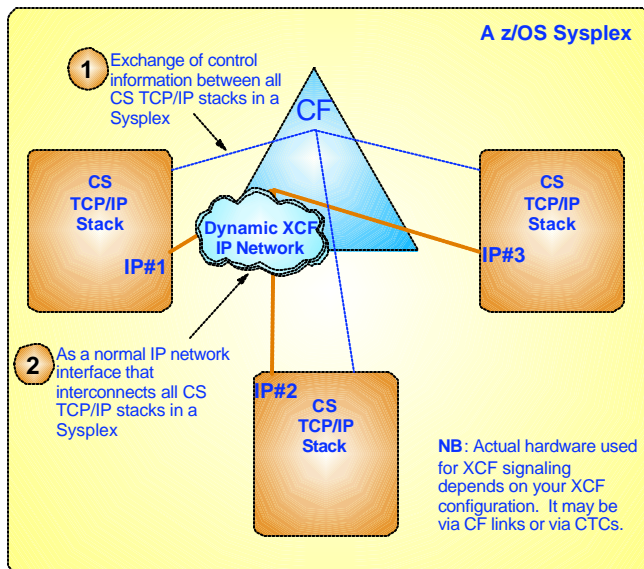 A z/OS Sysplex
1
Exchange of control
information between all
CS TCP/IP stacks in a
Sysplex
CF
CS
TCP/IP
Stack
IP#1
Dynamic XCF
IP Network
CS
TCP/IP
Stack
IP#3
2
As a normal IP network
interface that
interconnects all CS
TCP/IP stacks in a
Sysplex
IP#2
CS
TCP/IP
Stack
NB: Actual hardware used
for XCF signaling
depends on your XCF
configuration. It may be
via CF links or via CTCs.